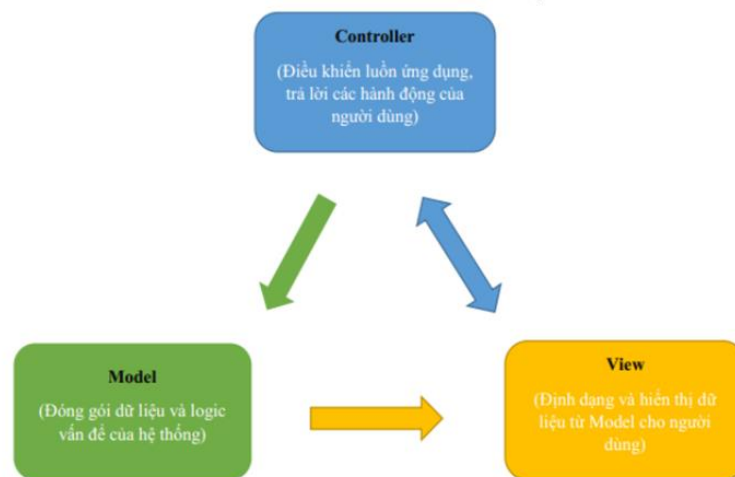 Controller
(Điều khiển luồn ứng dụng,
trả lời các hành động của
người dùng)
Model
(Đóng gói dữ liệu và logic
vấn đề của hệ thống)
View
(Định dạng và hiển thị dữ
liệu từ Model cho người
dùng)